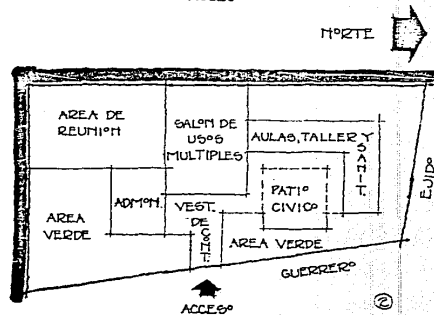 NORTE
AREA DE
REUNION
SALON DE
USOS
MULTIPLES
AULAS, TALLER Y
SANIT.
PATIO
CIVICO
EJIDO
ADMON.
VEST.
DE
CONT.
AREA
VERDE
AREA VERDE
GUERRERO
ACCESO
2